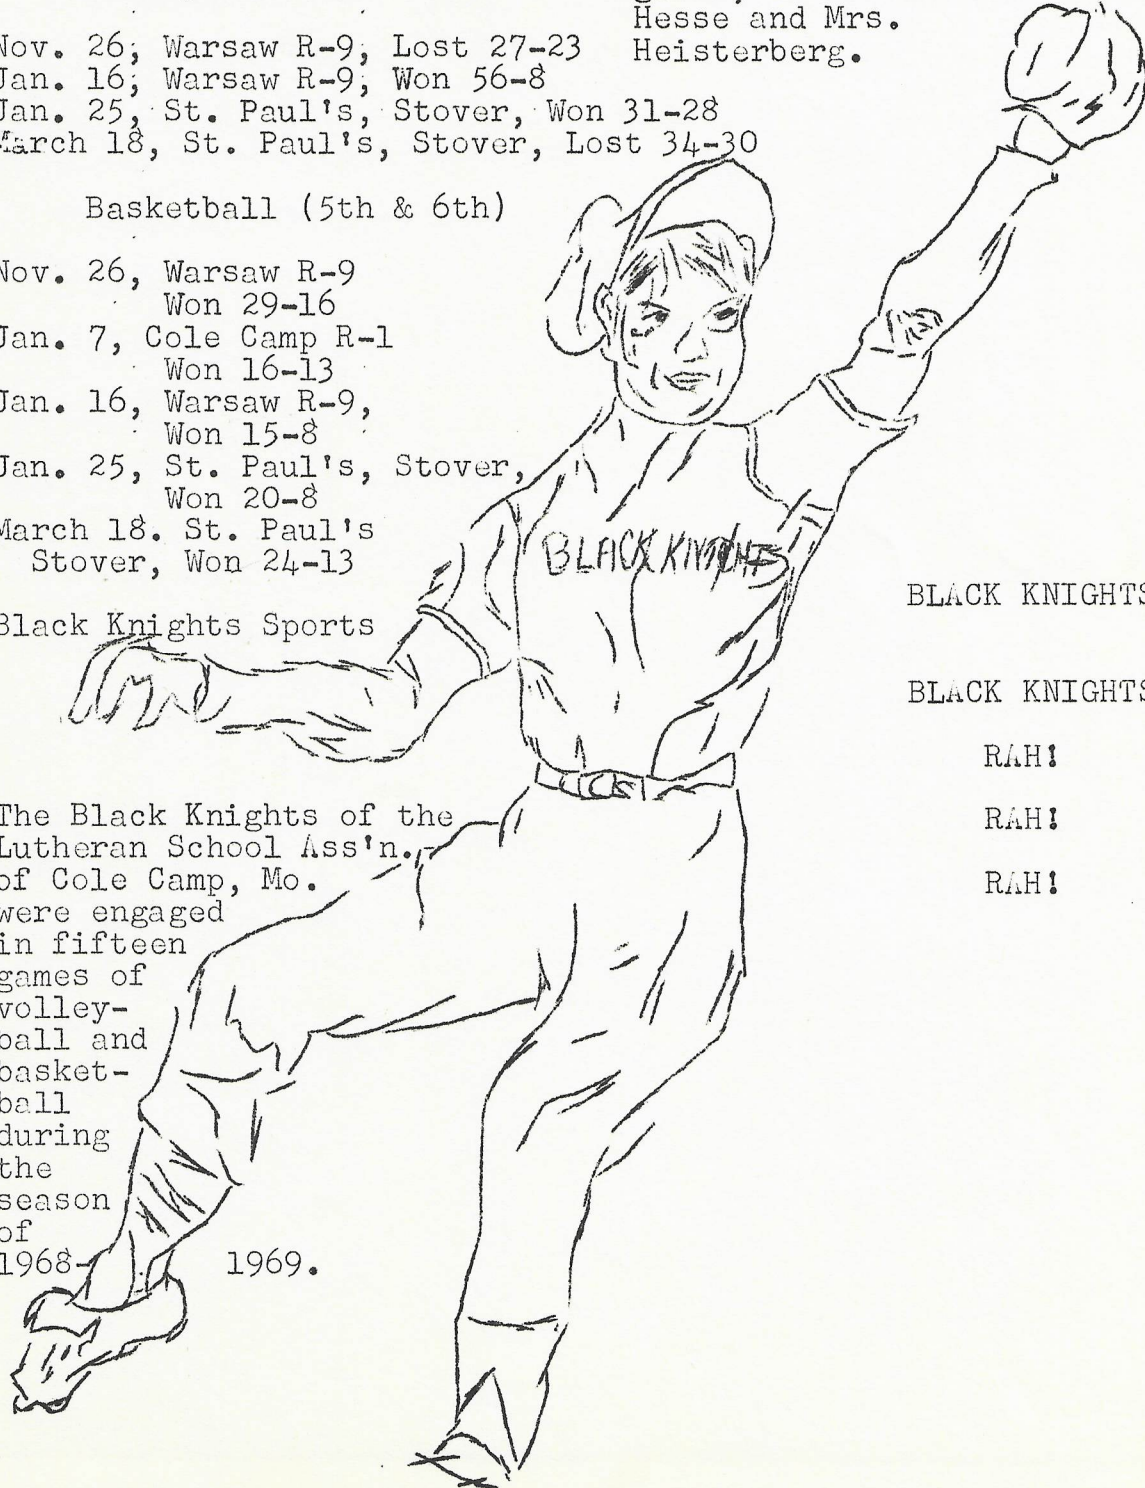 Hesse and Mrs.
Heisterberg.
Nov. 26, Warsaw R-9, Lost 27-23
Jan. 16, Warsaw R-9, Won 56-8
Jan. 25, St. Paul's, Stover, Won 31-28
March 18, St. Paul's, Stover, Lost 34-30
Basketball (5th & 6th)
Nov. 26, Warsaw R-9
Won 29-16
Jan. 7, Cole Camp R-1
Won 16-13
Jan. 16, Warsaw R-9,
Won 15-8
Jan. 25, St. Paul's, Stover,
Won 20-8
March 18. St. Paul's
Stover, Won 24-13
BLACK KNIGHTS
Black Knights Sports
The Black Knights of the
Lutheran School Ass'n.,
of Cole Camp, Mo.
were engaged
in fifteen
games of
volley-
ball and
basket-
ball
during
the
season
of
1968- 1969.
BLACK KNIGHTS
BLACK KNIGHTS
RAH!
RAH!
RAH!